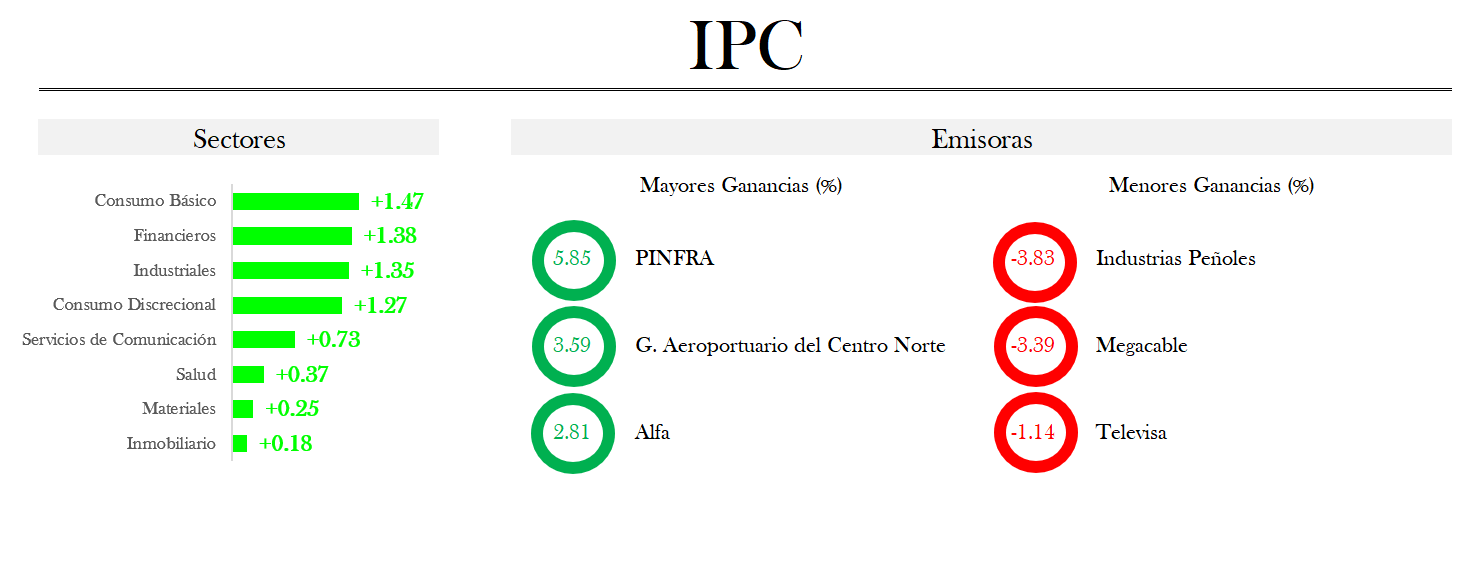 IPC
Sectores
Consumo Básico +1.47
Financieros +1.38
Industriales +1.35
Consumo Discrecional +1.27
Servicios de Comunicación +0.73
Salud +0.37
Materiales +0.25
Inmobiliario +0.18
Emisoras
Mayores Ganancias (%)
5.85 PINFRA
3.59 G. Aeroportuario del Centro Norte
2.81 Alfa
Menores Ganancias (%)
-3.83 Industrias Peñoles
-3.39 Megacable
-1.14 Televisa